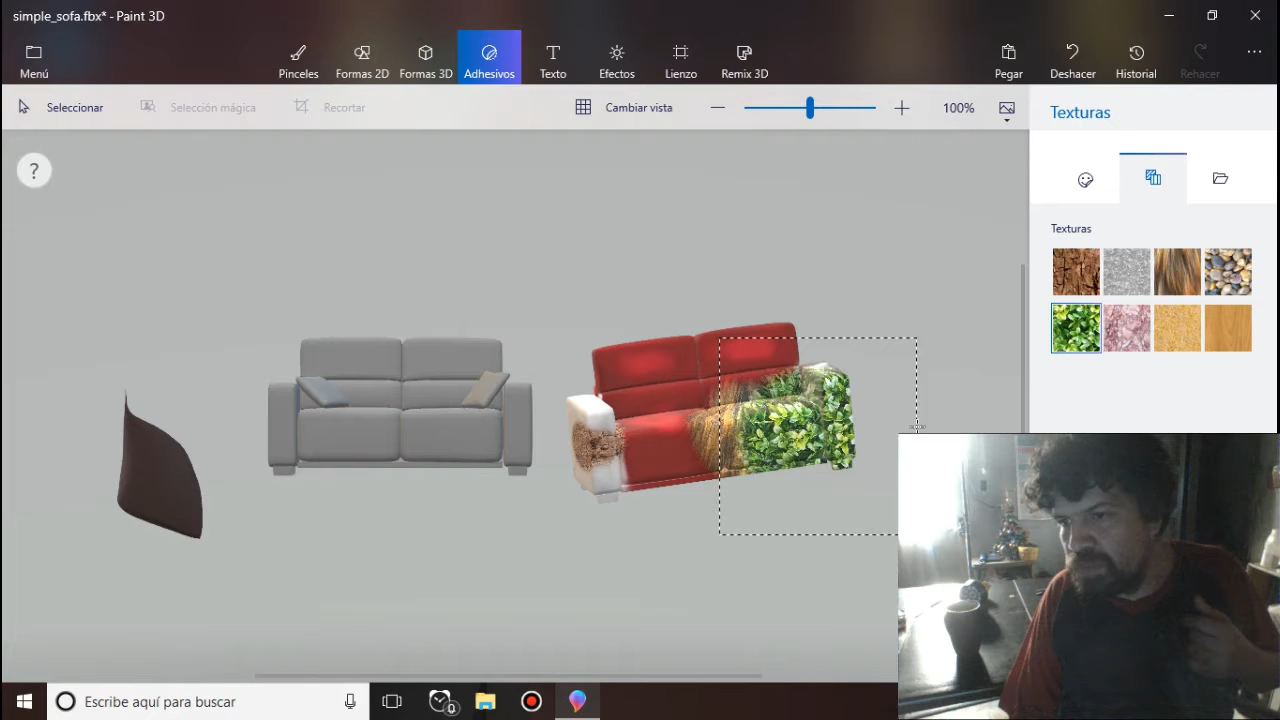 simple_sofa.fbx* - Paint 3D
Menú
Pinceles
Formas 2D
Formas 3D
Adhesivos
Texto
Efectos
Lienzo
Remix 3D
Pegar
Deshacer
Historial
Rehacer
Seleccionar
Selección mágica
Recortar
Cambiar vista
100%
Texturas
?
Texturas
Escribe aquí para buscar